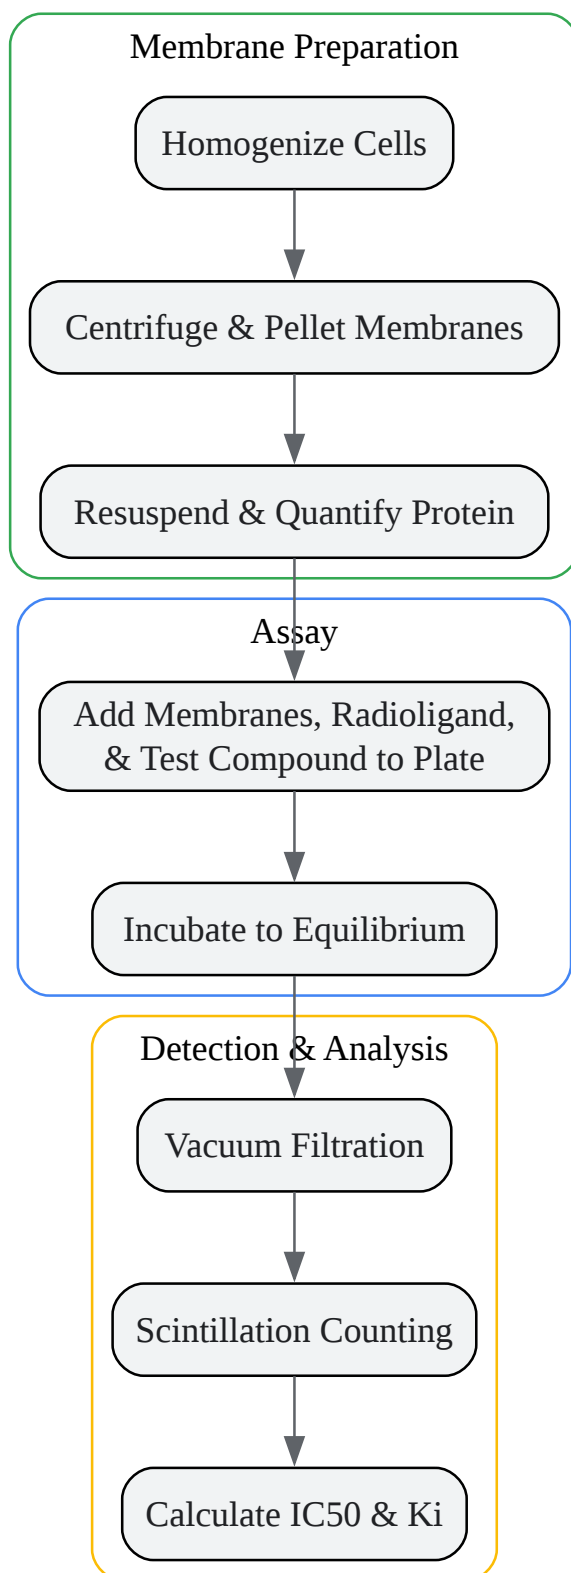 Membrane Preparation
Homogenize Cells
Centrifuge & Pellet Membranes
Resuspend & Quantify Protein
Assay
Add Membranes, Radioligand,
& Test Compound to Plate
Incubate to Equilibrium
Detection & Analysis
Vacuum Filtration
Scintillation Counting
Calculate IC50 & Ki